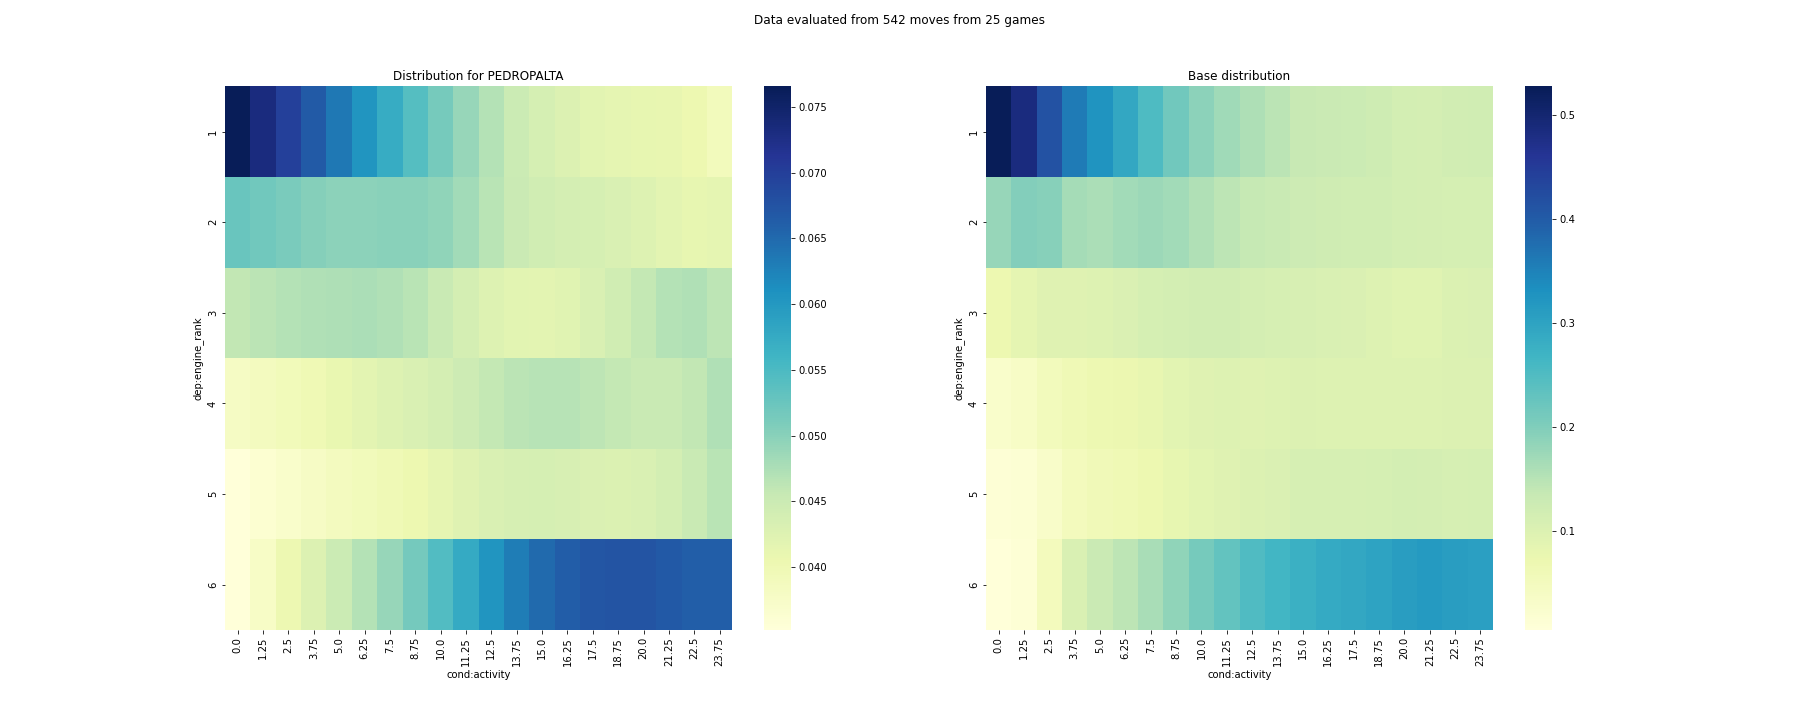 Data evaluated from 542 moves from 25 games
Distribution for PEDROPALTA
dep:engine_rank
1
2
3
4
5
6
0.0 1.25 2.5 3.75 5.0 6.25 7.5 8.75 10.0 11.25 12.5 13.75 15.0 16.25 17.5 18.75 20.0 21.25 22.5 23.75
cond:activity
0.075
0.070
0.065
0.060
0.055
0.050
0.045
0.040
Base distribution
dep:engine_rank
1
2
3
4
5
6
0.0 1.25 2.5 3.75 5.0 6.25 7.5 8.75 10.0 11.25 12.5 13.75 15.0 16.25 17.5 18.75 20.0 21.25 22.5 23.75
cond:activity
0.5
0.4
0.3
0.2
0.1